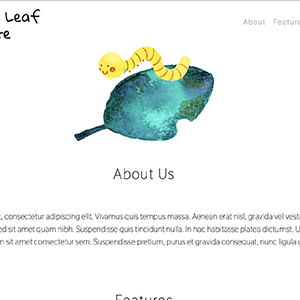 Leaf
About Feature
re
About Us
, consectetur adipiscing elit. Vivamus quis tempus massa. Aenean erat nisl, gravida vel vesti
ed sit amet quam nibh. Suspendisse quis tincidunt nulla. In hac habitasse platea dictumst. U
n sit amet consectetur sem. Suspendisse pretium, purus et gravida consequat, nunc ligula u
Features